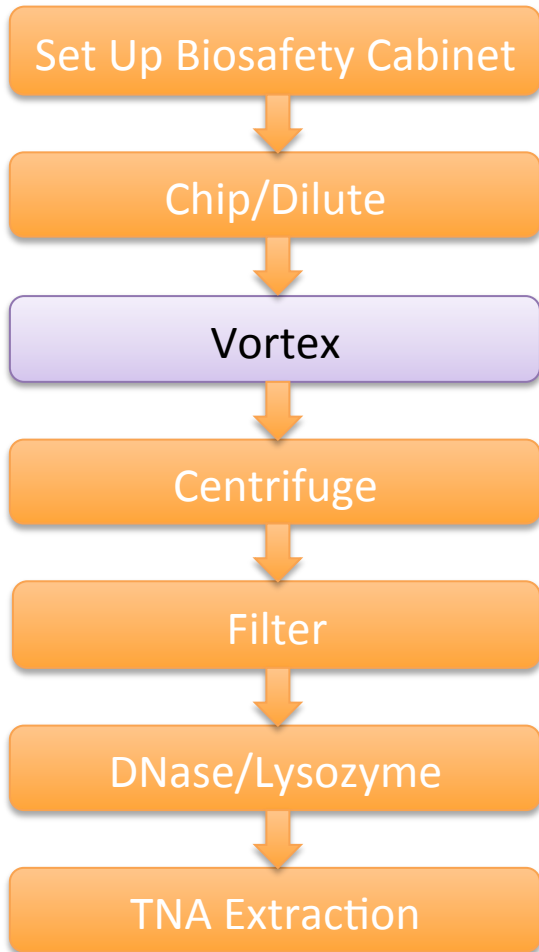 Set Up Biosafety Cabinet
Chip/Dilute
Vortex
Centrifuge
Filter
DNase/Lysozyme
TNA Extraction